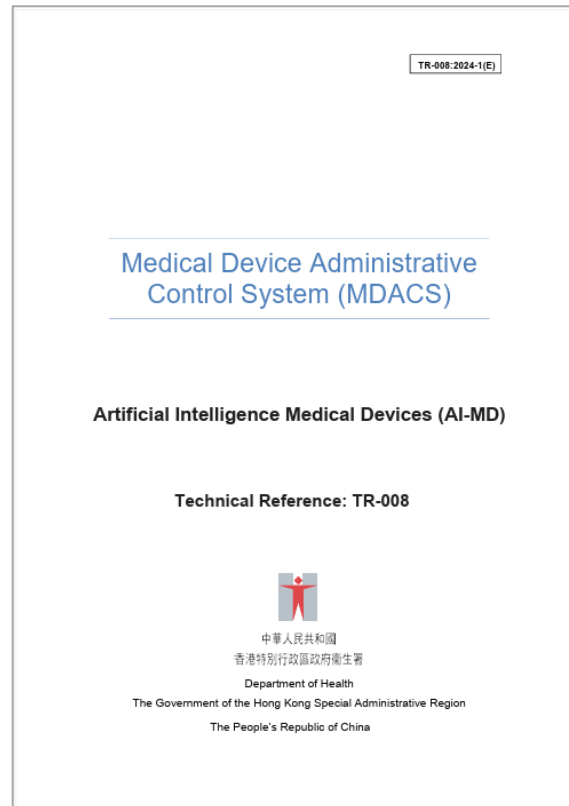 TR-008:2024-1(E)
Medical Device Administrative
Control System (MDACS)
Artificial Intelligence Medical Devices (AI-MD)
Technical Reference: TR-008
中華人民共和國
香港特別行政區政府衞生署
Department of Health
The Government of the Hong Kong Special Administrative Region
The People's Republic of China